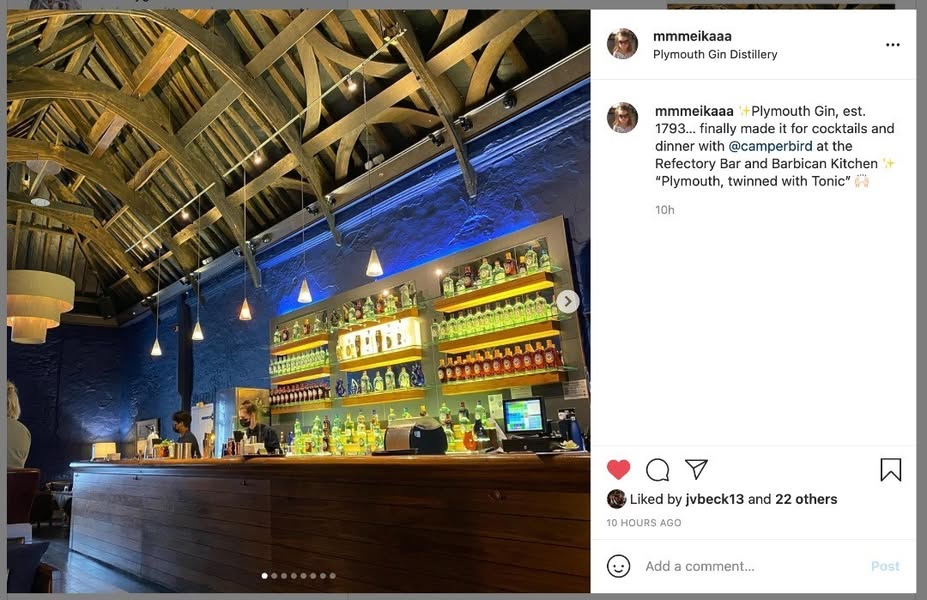 mmmeikaaa
Plymouth Gin Distillery
mmmeikaaa ✨Plymouth Gin, est.
1793... finally made it for cocktails and
dinner with @camperbird at the
Refectory Bar and Barbican Kitchen ✨
“Plymouth, twinned with Tonic” 🙌🏻
10h
Liked by jvbeck13 and 22 others
10 HOURS AGO
Add a comment...
Post